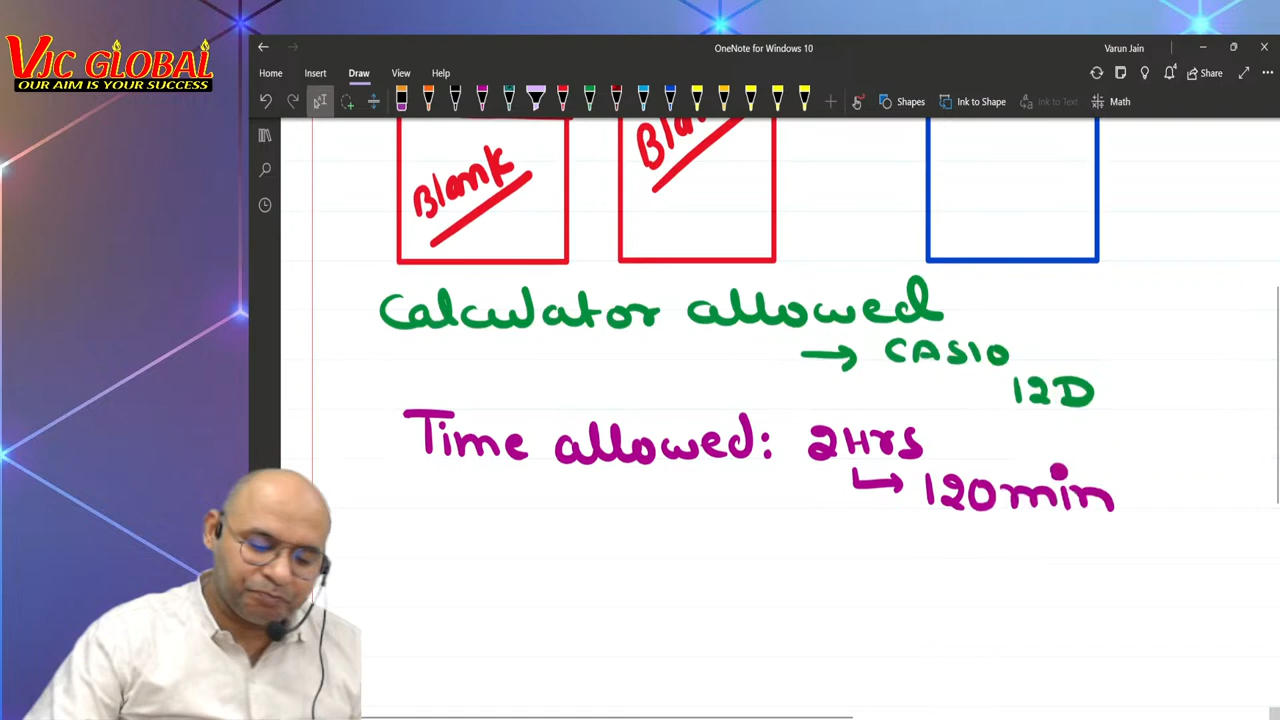 VJC GLOBAL
OUR AIM IS YOUR SUCCESS
OneNote for Windows 10
Varun Jain
Home Insert Draw View Help
4
Share
Shapes
Ink to Shape
Ink to Text
Math
Blank
Calculator allowed
→ CASIO
12D
Time allowed: 2Hrs
↳ 120min